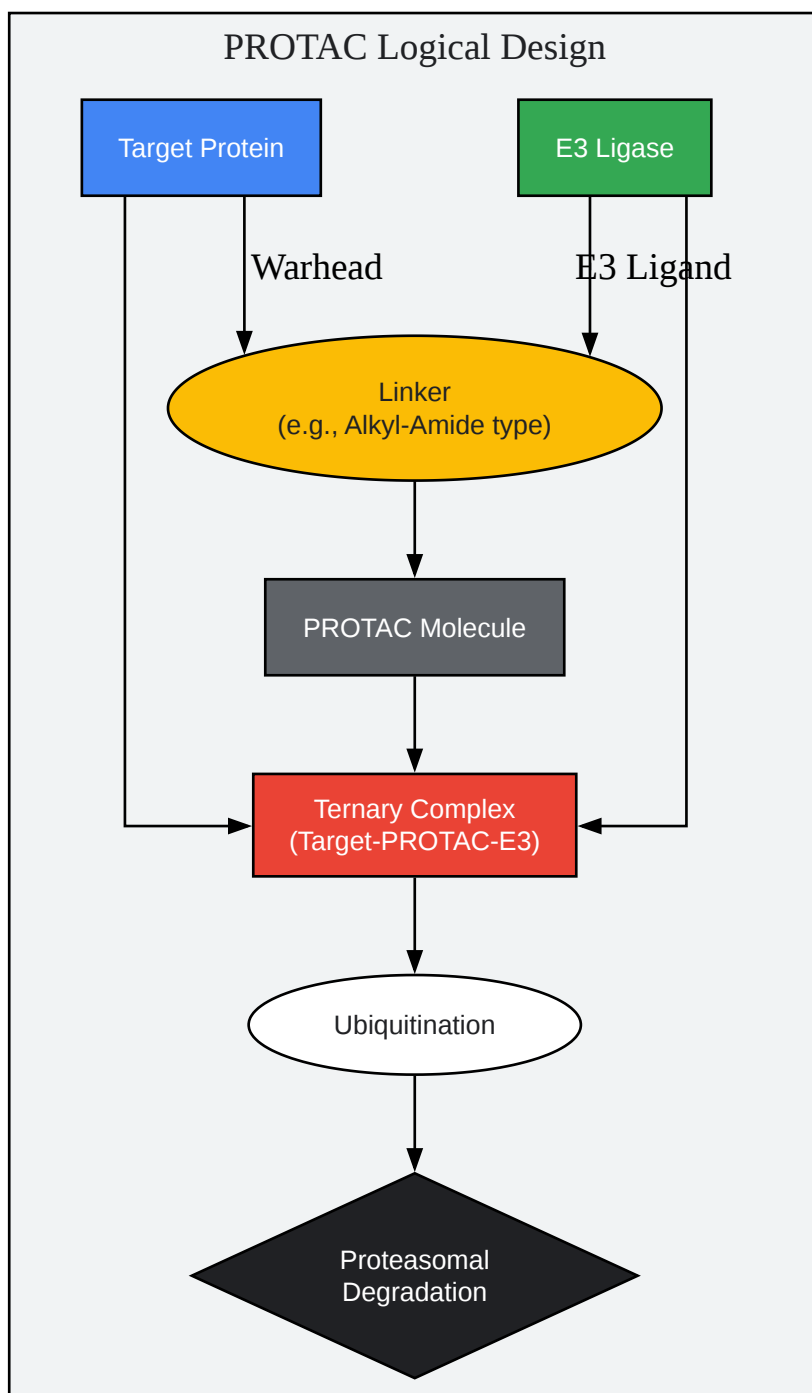 PROTAC Logical Design
Target Protein
E3 Ligase
Warhead
E3 Ligand
Linker
(e.g., Alkyl-Amide type)
PROTAC Molecule
Ternary Complex
(Target-PROTAC-E3)
Ubiquitination
Proteasomal
Degradation